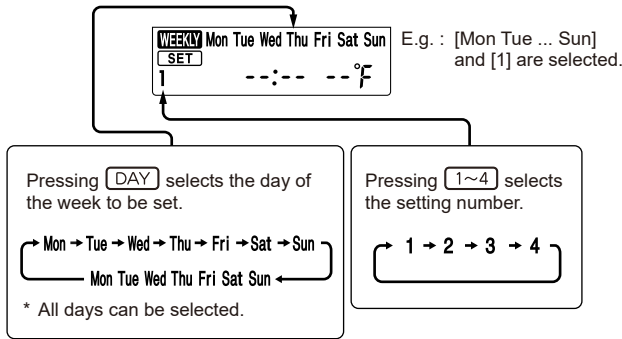 WEEKLY Mon Tue Wed Thu Fri Sat Sun
SET
1 --:-- --°F
E.g. : [Mon Tue ... Sun]
and [1] are selected.
Pressing DAY selects the day of
the week to be set.
Mon → Tue → Wed → Thu → Fri → Sat → Sun
Mon Tue Wed Thu Fri Sat Sun ←
* All days can be selected.
Pressing 1~4 selects
the setting number.
1 → 2 → 3 → 4